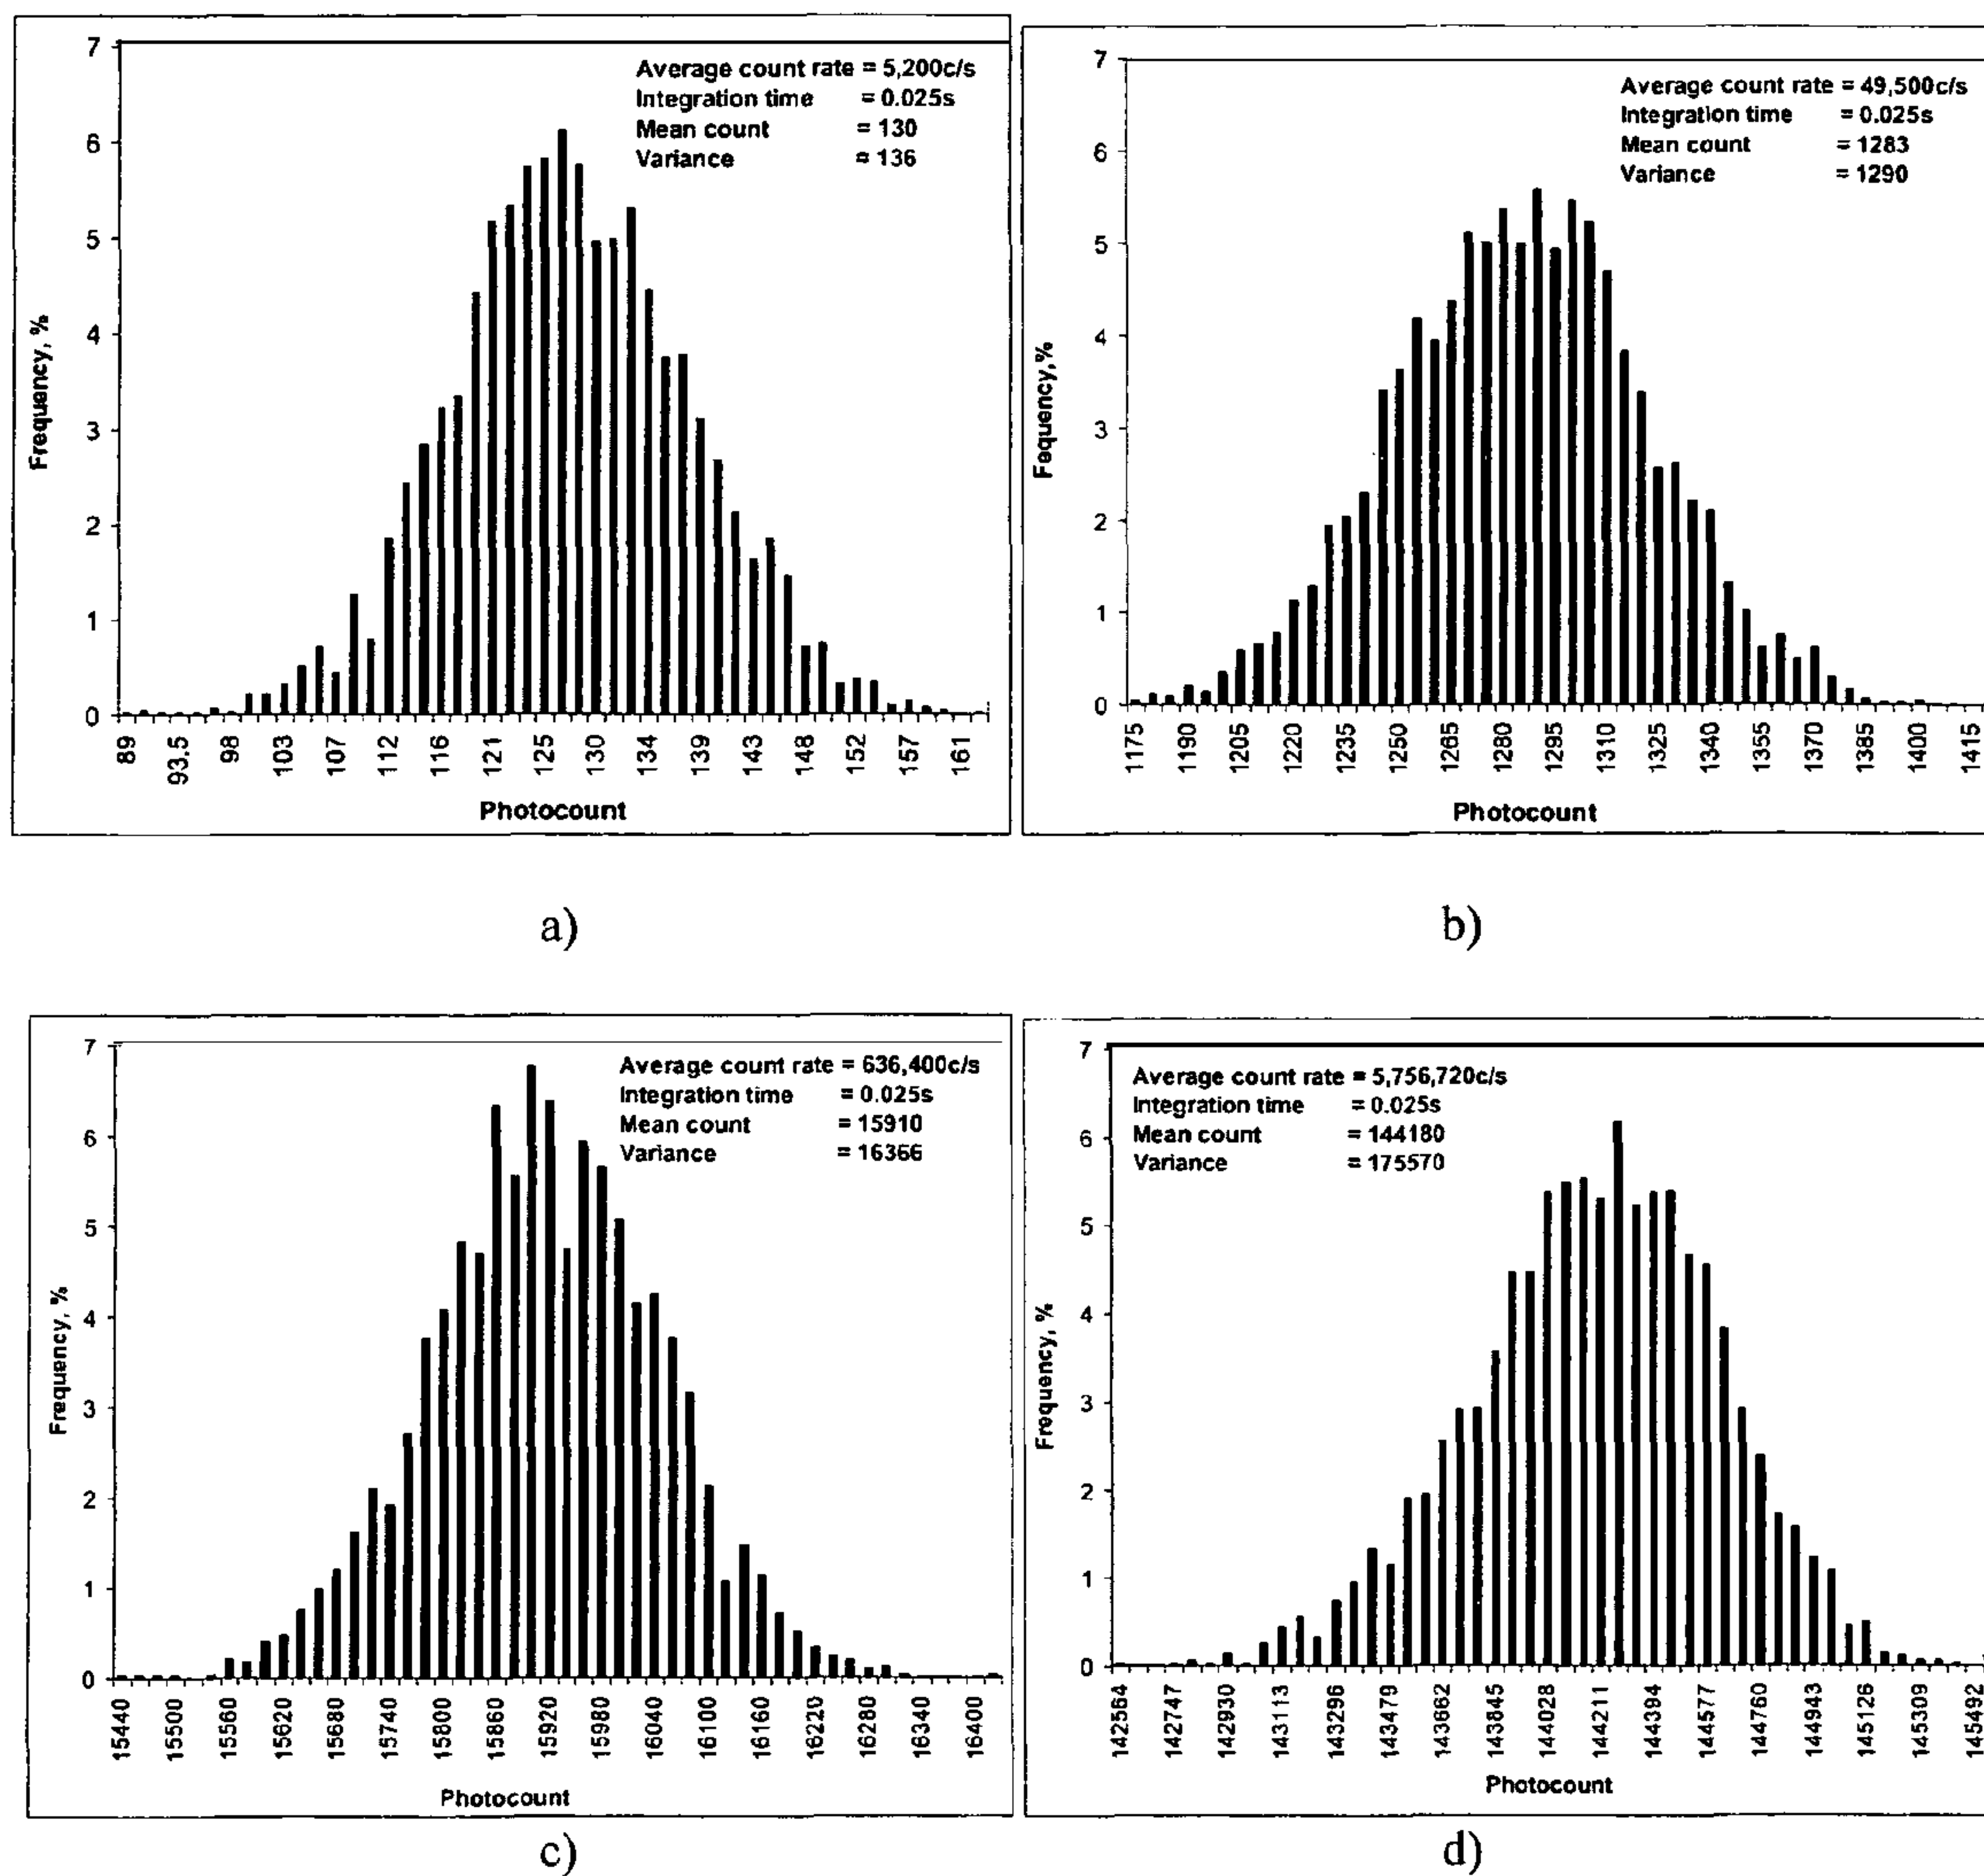 7
6
5
4
3
2
1
0
Frequency, %
Average count rate = 5,200c/s
Integration time = 0.025s
Mean count = 130
Variance = 136
89 93.5 98 103 107 112 116 121 125 130 134 139 143 148 152 157 161
Photocount
a)
7
6
5
4
3
2
1
0
Fequency,%
Average count rate = 49,500c/s
Integration time = 0.025s
Mean count = 1283
Variance = 1290
1175 1190 1205 1220 1235 1250 1265 1280 1295 1310 1325 1340 1355 1370 1385 1400 1415
Photocount
b)
7
6
5
4
3
2
1
0
Frequency, %
Average count rate = 636,400c/s
Integration time = 0.025s
Mean count = 15910
Variance = 16366
15440 15500 15560 15620 15680 15740 15800 15860 15920 15980 16040 16100 16160 16220 16280 16340 16400
Photocount
c)
7
6
5
4
3
2
1
0
Frequency, %
Average count rate = 5,756,720c/s
Integration time = 0.025s
Mean count = 144180
Variance = 175570
142564 142747 142930 143113 143296 143479 143662 143845 144028 144211 144394 144577 144760 144943 145126 145309 145492
Photocount
d)